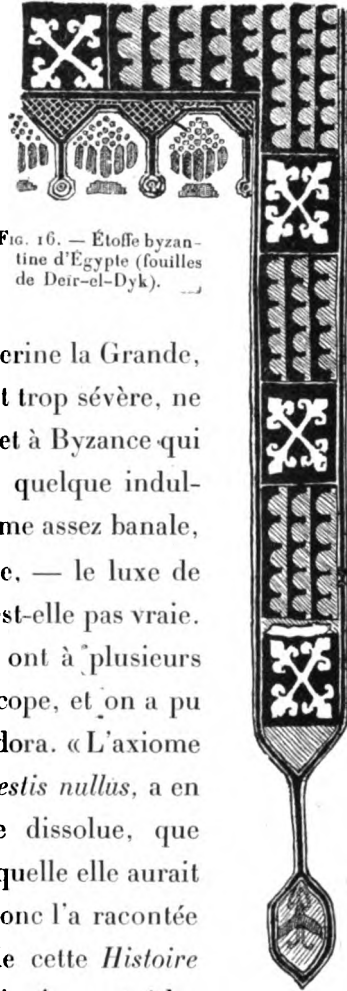 Fig. 16. — Étoffe byzan-
tine d'Égypte (fouilles
de Deïr-el-Dyk).
erine la Grande,
t trop sévère, ne
et à Byzance qui
quelque indul-
me assez banale,
e, — le luxe de
st-elle pas vraie.
ont à plusieurs
cope, et on a pu
dora. « L'axiome
estis nullus, a en
e dissolue, que
quelle elle aurait
onc l'a racontée
e cette Histoire